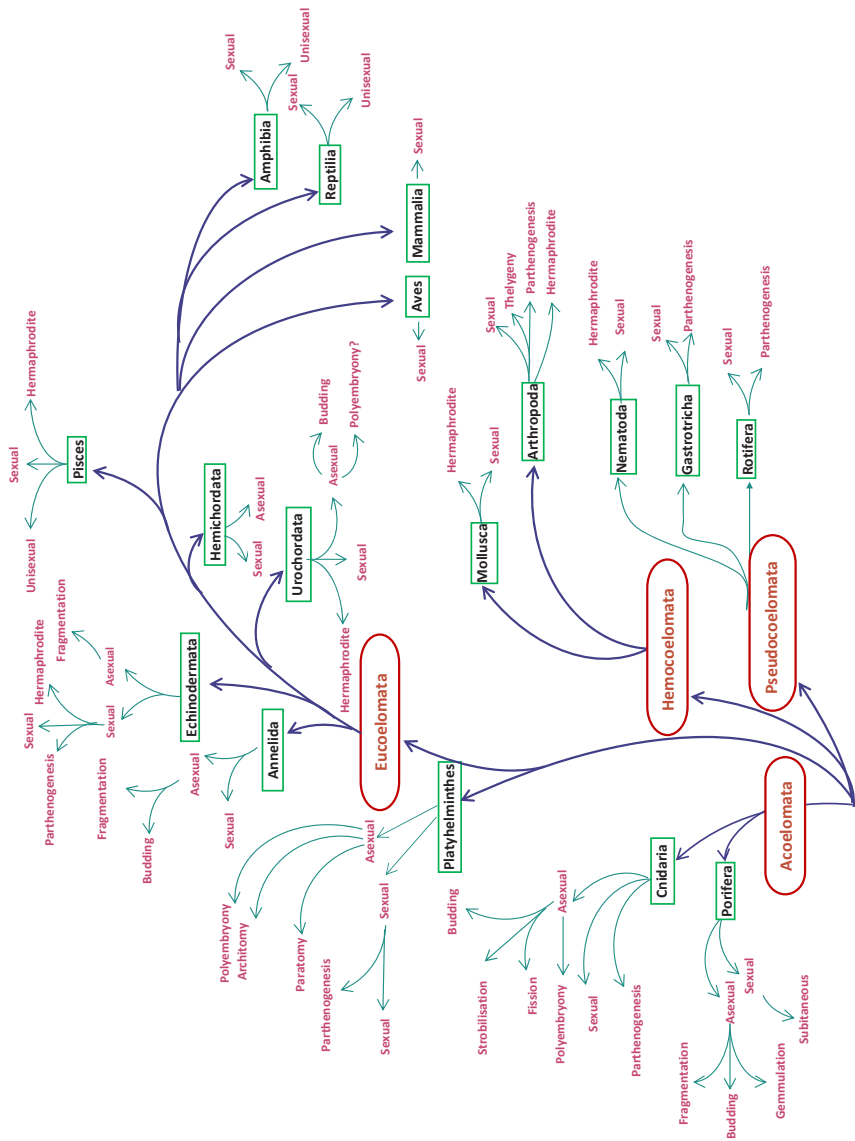 Sexual
Unisexual
Amphibia
Sexual
Unisexual
Reptilia
Sexual
Mammalia
Aves
Sexual
Hermaphrodite
Sexual
Pisces
Unisexual
Hemichordata
Asexual
Sexual
Budding
Polyembryony?
Asexual
Urochordata
Sexual
Hermaphrodite
Fragmentation
Hermaphrodite
Asexual
Echinodermata
Sexual
Sexual
Parthenogenesis
Eucoelomata
Annelida
Asexual
Fragmentation
Sexual
Budding
Platyhelminthes
Asexual
Polyembryony
Architomy
Paratomy
Sexual
Parthenogenesis
Sexual
Sexual
Thelygeny
Parthenogenesis
Hermaphrodite
Arthropoda
Hermaphrodite
Sexual
Mollusca
Hemocoelomata
Hermaphrodite
Sexual
Nematoda
Sexual
Parthenogenesis
Gastrotricha
Sexual
Parthenogenesis
Rotifera
Pseudocoelomata
Acoelomata
Cnidaria
Asexual
Budding
Strobilisation
Fission
Polyembryony
Sexual
Parthenogenesis
Porifera
Sexual
Asexual
Subitaneous
Fragmentation
Budding
Gemmulation